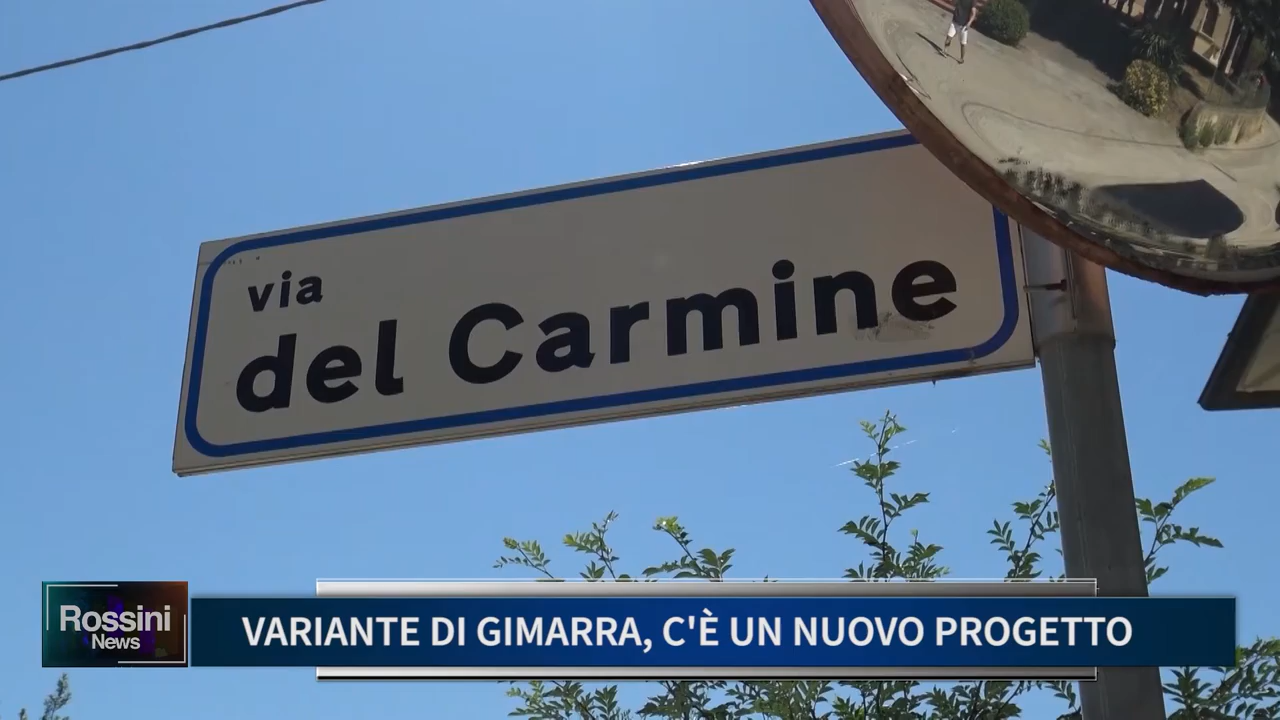 via
del Carmine
Rossini
News
VARIANTE DI GIMARRA, C'È UN NUOVO PROGETTO